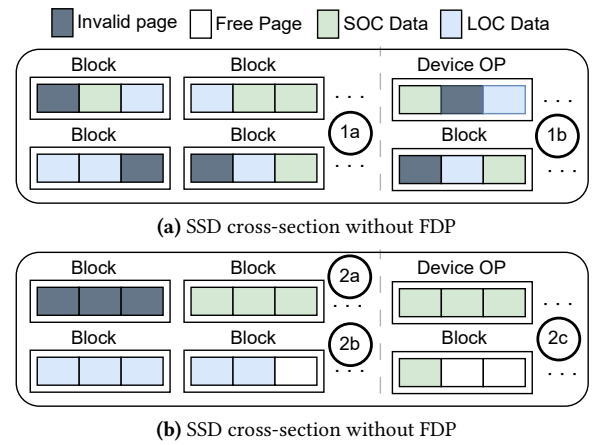 Invalid page Free Page SOC Data LOC Data
Block Block Device OP
. . . . . .
1a 1b
Block Block Block
. . . . . .
(a) SSD cross-section without FDP
Block Block 2a Device OP
. . . . . .
Block Block 2b Block 2c
. . . . . .
(b) SSD cross-section without FDP